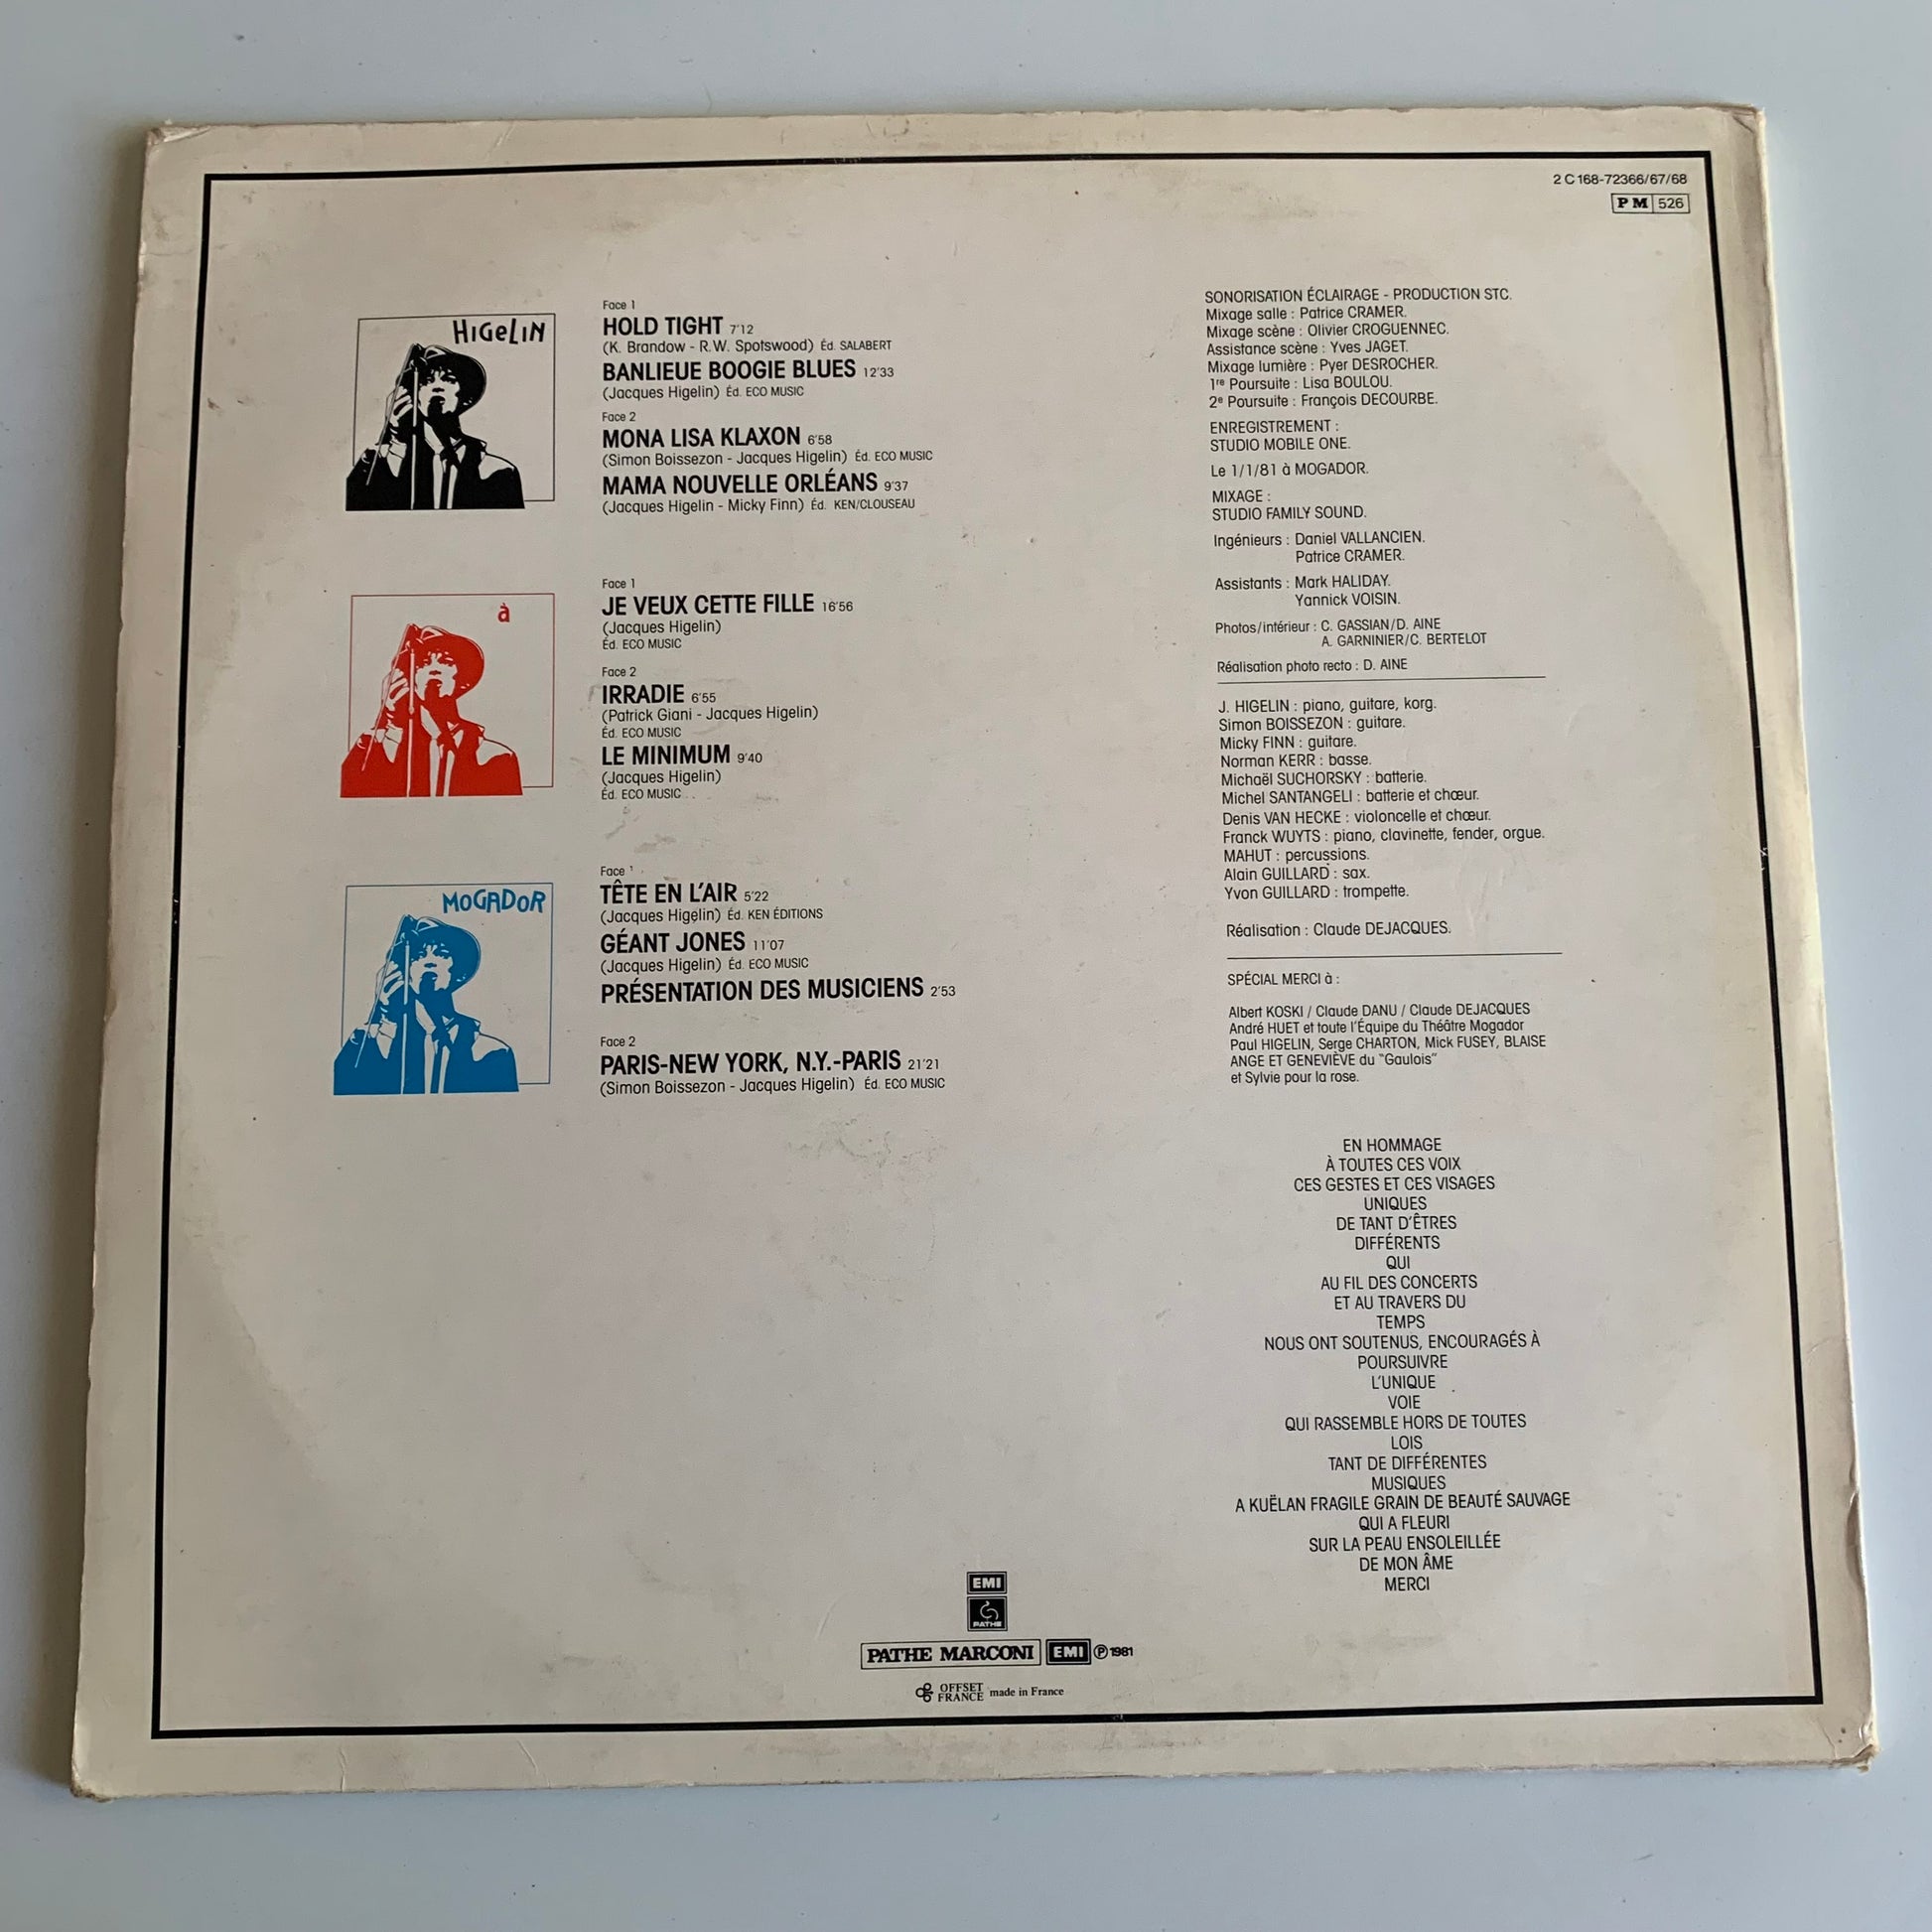 2 C 168-72366/67/68
PM 526
HiGeLiN
Face 1
HOLD TIGHT 7'12
(K. Brandow - R.W. Spotswood) Éd. SALABERT
BANLIEUE BOOGIE BLUES 12'33
(Jacques Higelin) Éd. ECO MUSIC
Face 2
MONA LISA KLAXON 6'58
(Simon Boissezon - Jacques Higelin) Éd. ECO MUSIC
MAMA NOUVELLE ORLÉANS 9'37
(Jacques Higelin - Micky Finn) Éd. KEN/CLOUSEAU
à
Face 1
JE VEUX CETTE FILLE 16'56
(Jacques Higelin)
Éd. ECO MUSIC
Face 2
IRRADIE 6'55
(Patrick Giani - Jacques Higelin)
Éd. ECO MUSIC
LE MINIMUM 9'40
(Jacques Higelin)
Éd. ECO MUSIC
MOGADOR
Face 1
TÊTE EN L'AIR 5'22
(Jacques Higelin) Éd. KEN ÉDITIONS
GÉANT JONES 11'07
(Jacques Higelin) Éd. ECO MUSIC
PRÉSENTATION DES MUSICIENS 2'53
Face 2
PARIS-NEW YORK, N.Y.-PARIS 21'21
(Simon Boissezon - Jacques Higelin) Éd. ECO MUSIC
SONORISATION ÉCLAIRAGE - PRODUCTION STC.
Mixage salle : Patrice CRAMER.
Mixage scène : Olivier CROGUENNEC.
Assistance scène : Yves JAGET.
Mixage lumière : Pyer DESROCHER.
1re Poursuite : Lisa BOULOU.
2e Poursuite : François DECOURBE.
ENREGISTREMENT :
STUDIO MOBILE ONE.
Le 1/1/81 à MOGADOR.
MIXAGE :
STUDIO FAMILY SOUND.
Ingénieurs : Daniel VALLANCIEN.
Patrice CRAMER.
Assistants : Mark HALIDAY.
Yannick VOISIN.
Photos/intérieur : C. GASSIAN/D. AINE
A. GARNINIER/C. BERTELOT
Réalisation photo recto : D. AINE
J. HIGELIN : piano, guitare, korg.
Simon BOISSEZON : guitare.
Micky FINN : guitare.
Norman KERR : basse.
Michaël SUCHORSKY : batterie.
Michel SANTANGELI : batterie et chœur.
Denis VAN HECKE : violoncelle et chœur.
Franck WUYTS : piano, clavinette, fender, orgue.
MAHUT : percussions.
Alain GUILLARD : sax.
Yvon GUILLARD : trompette.
Réalisation : Claude DEJACQUES.
SPÉCIAL MERCI à :
Albert KOSKI / Claude DANU / Claude DEJACQUES
André HUET et toute l'Équipe du Théâtre Mogador
Paul HIGELIN, Serge CHARTON, Mick FUSEY, BLAISE
ANGE ET GENEVIÈVE du "Gaulois"
et Sylvie pour la rose.
EN HOMMAGE
À TOUTES CES VOIX
CES GESTES ET CES VISAGES
UNIQUES
DE TANT D'ÊTRES
DIFFÉRENTS
QUI
AU FIL DES CONCERTS
ET AU TRAVERS DU
TEMPS
NOUS ONT SOUTENUS, ENCOURAGÉS À
POURSUIVRE
L'UNIQUE
VOIE
QUI RASSEMBLE HORS DE TOUTES
LOIS
TANT DE DIFFÉRENTES
MUSIQUES
A KUËLAN FRAGILE GRAIN DE BEAUTÉ SAUVAGE
QUI A FLEURI
SUR LA PEAU ENSOLEILLÉE
DE MON ÂME
MERCI
EMI
PATHE
PATHE MARCONI EMI ℗ 1981
OFFSET FRANCE made in France